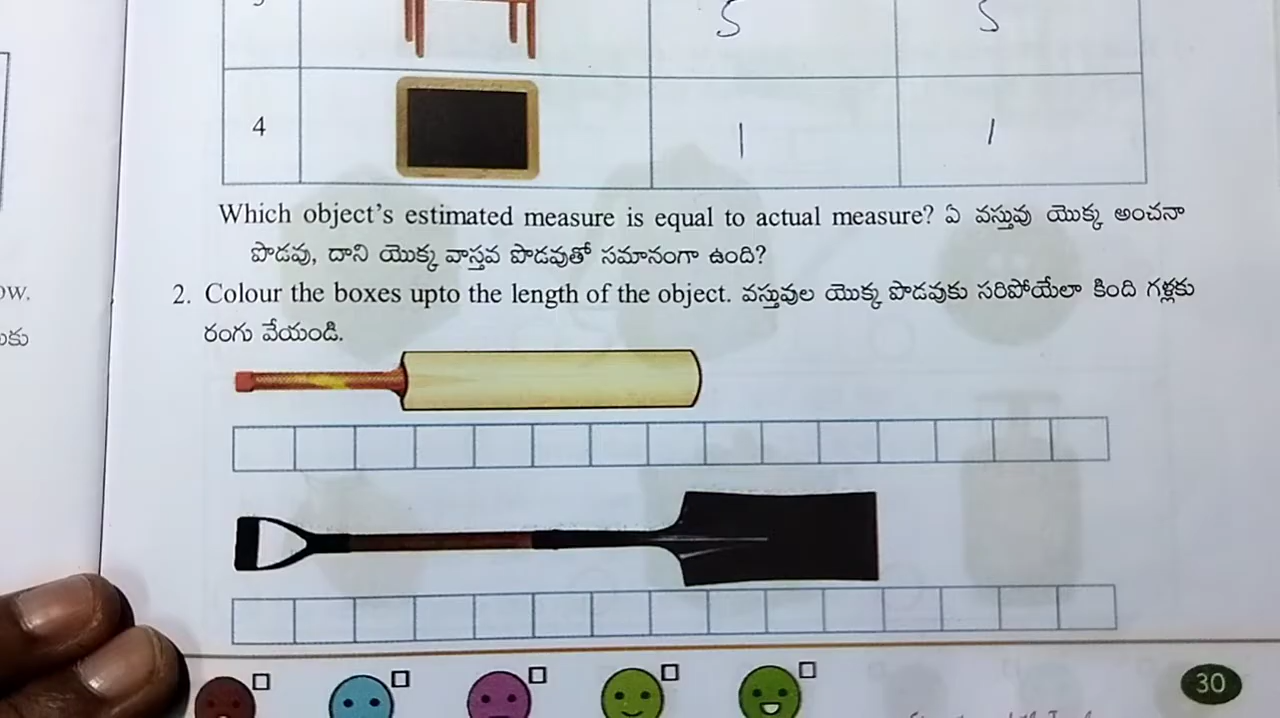 5 5
4 1 1
Which object's estimated measure is equal to actual measure? ఏ వస్తువు యొక్క అంచనా
పొడవు, దాని యొక్క వాస్తవ పొడవుతో సమానంగా ఉంది?
2. Colour the boxes upto the length of the object. వస్తువుల యొక్క పొడవుకు సరిపోయేలా కింది గళ్లకు
రంగు వేయండి.
30